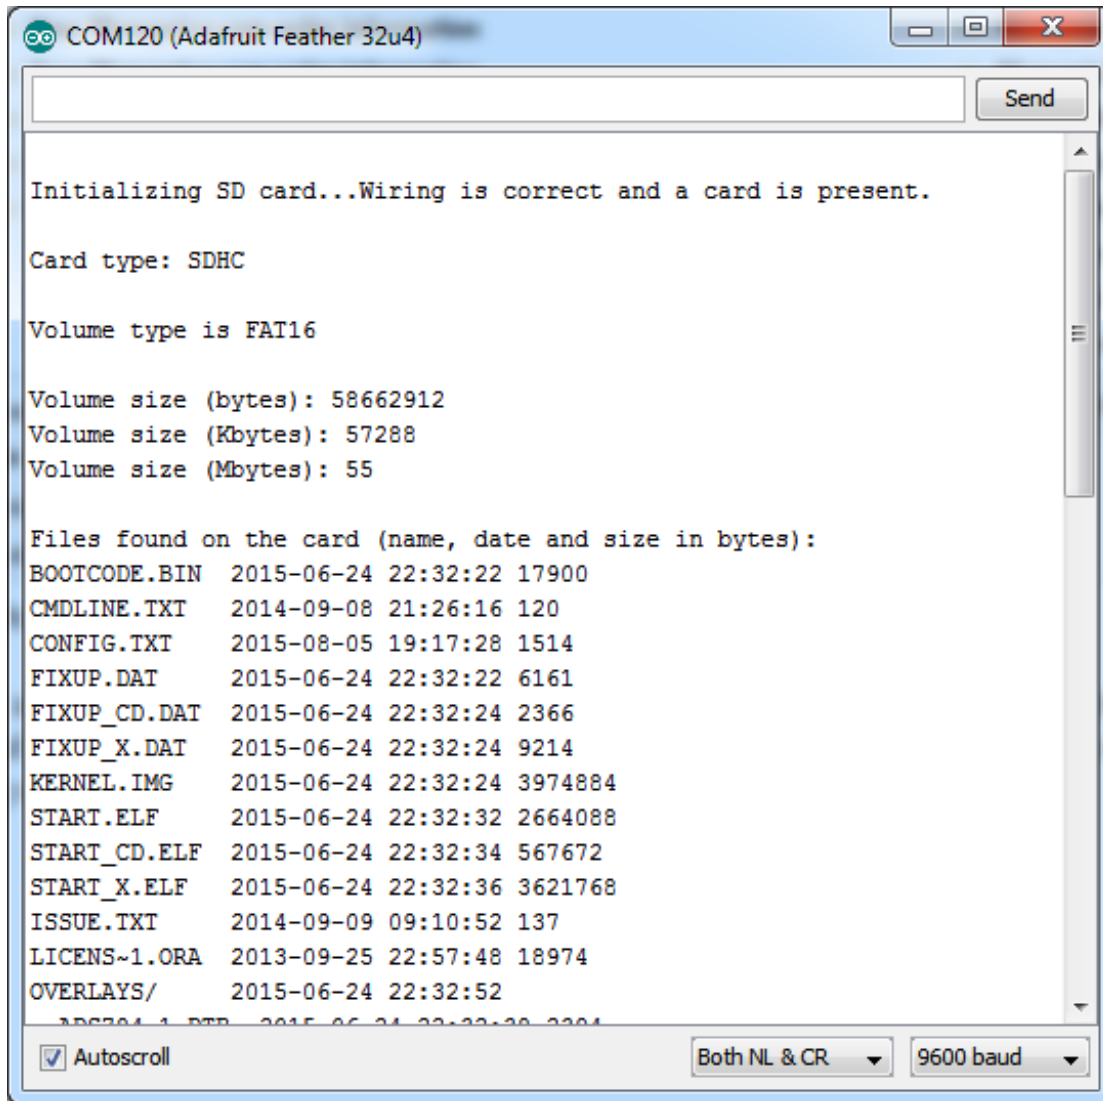 COM120 (Adafruit Feather 32u4)
Send
Initializing SD card...Wiring is correct and a card is present.
Card type: SDHC
Volume type is FAT16
Volume size (bytes): 58662912
Volume size (Kbytes): 57288
Volume size (Mbytes): 55
Files found on the card (name, date and size in bytes):
BOOTCODE.BIN  2015-06-24 22:32:22 17900
CMDLINE.TXT   2014-09-08 21:26:16 120
CONFIG.TXT    2015-08-05 19:17:28 1514
FIXUP.DAT     2015-06-24 22:32:22 6161
FIXUP_CD.DAT  2015-06-24 22:32:24 2366
FIXUP_X.DAT   2015-06-24 22:32:24 9214
KERNEL.IMG    2015-06-24 22:32:24 3974884
START.ELF     2015-06-24 22:32:32 2664088
START_CD.ELF  2015-06-24 22:32:34 567672
START_X.ELF   2015-06-24 22:32:36 3621768
ISSUE.TXT     2014-09-09 09:10:52 137
LICENS~1.ORA  2013-09-25 22:57:48 18974
OVERLAYS/     2015-06-24 22:32:52
Autoscroll
Both NL & CR
9600 baud